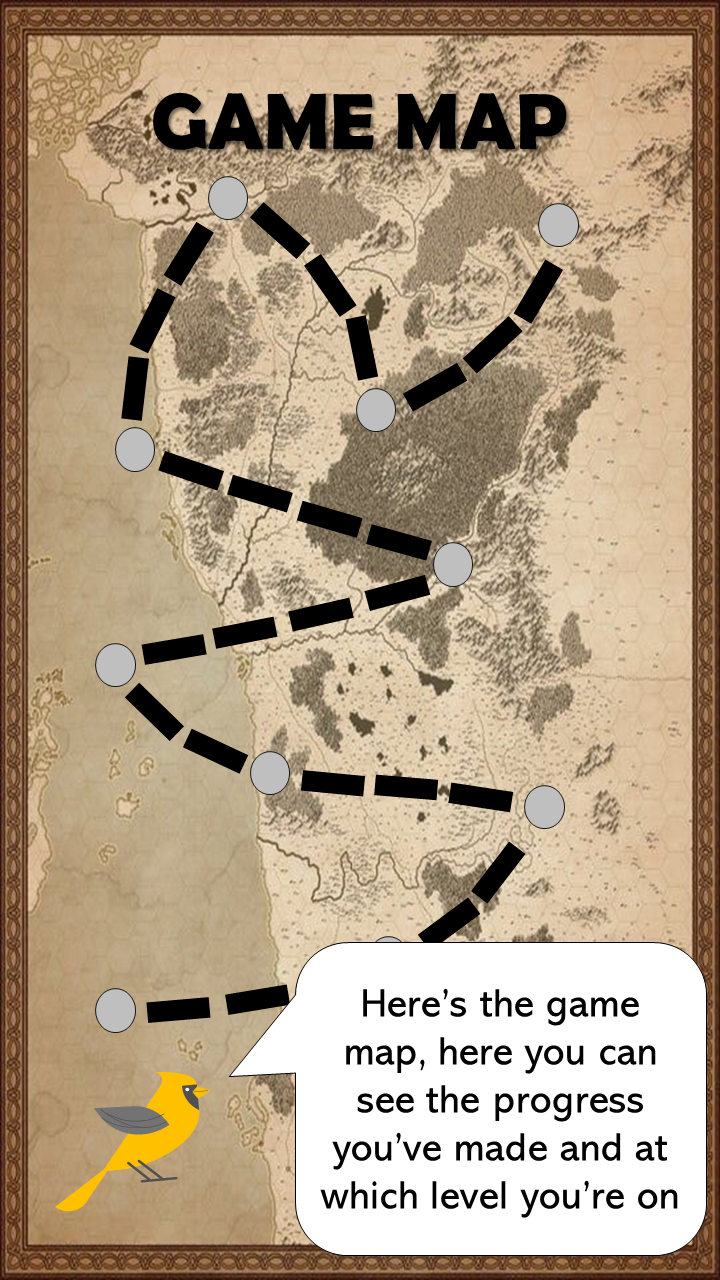 GAME MAP
Here’s the game
map, here you can
see the progress
you’ve made and at
which level you’re on